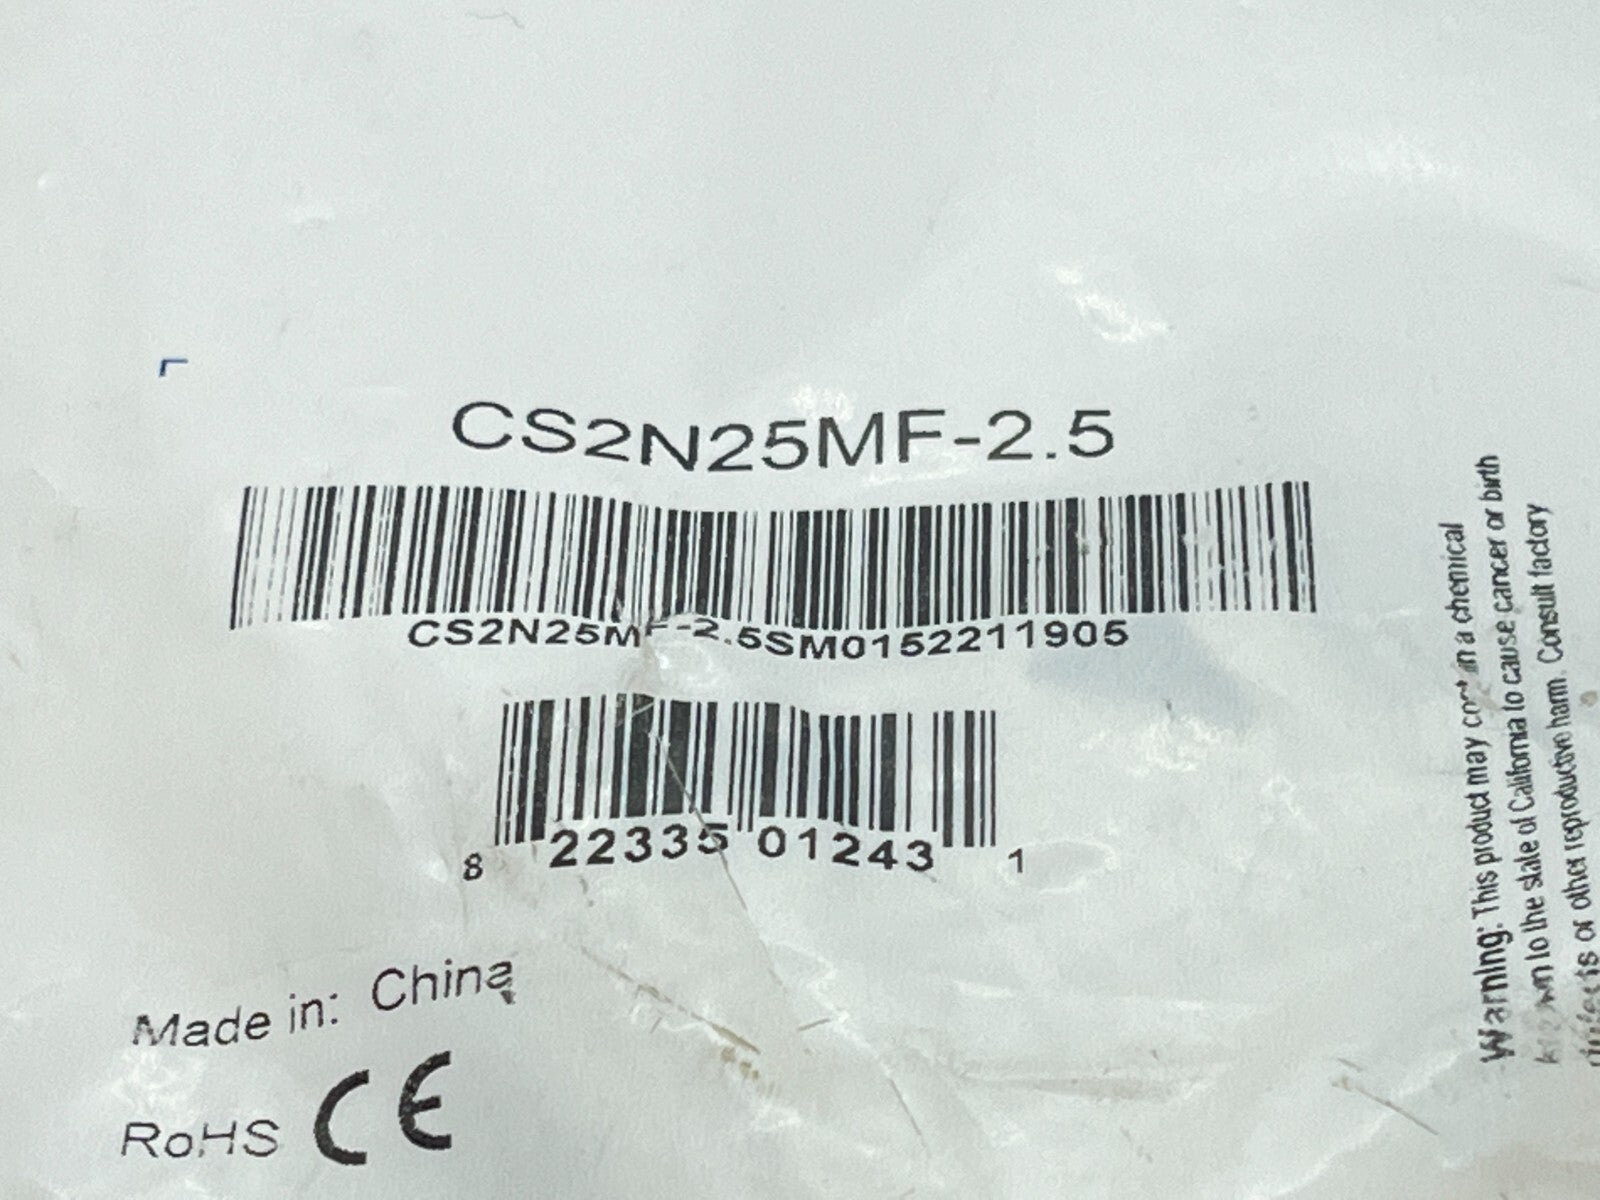 CS2N25MF-2.5
CS2N25MF-2.5SM0152211905
8 22335 01243 1
Made in: China
RoHS CE
Warning: This product may contain a chemical
known to the state of California to cause cancer or birth
defects or other reproductive harm. Consult factory